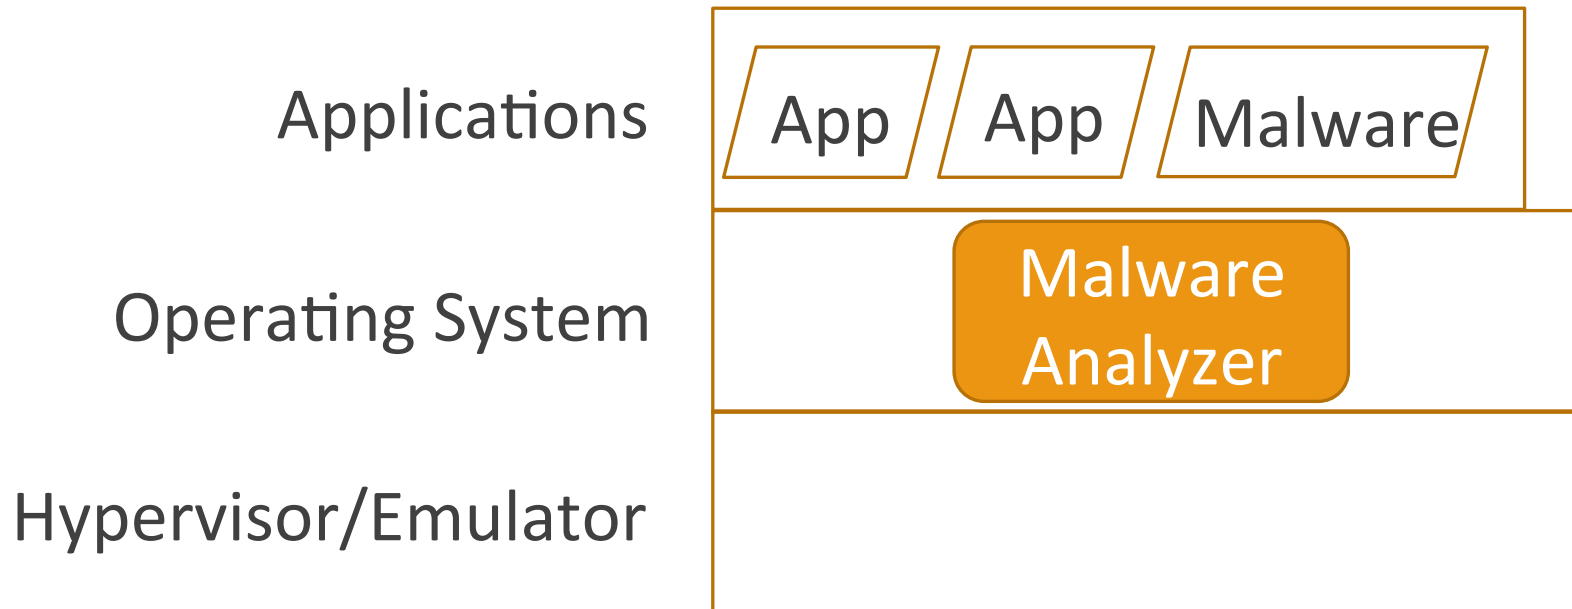 Applications
App
App
Malware
Operating System
Malware
Analyzer
Hypervisor/Emulator